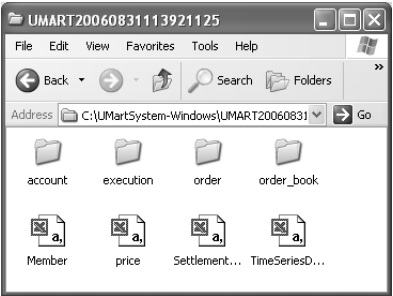 UMART20060831113921125
File Edit View Favorites Tools Help
Back Search Folders »
Address C:\UMartSystem-Windows\UMART20060831 Go
account execution order order_book
a, a, a, a,
Member price Settlement... TimeSeriesD...